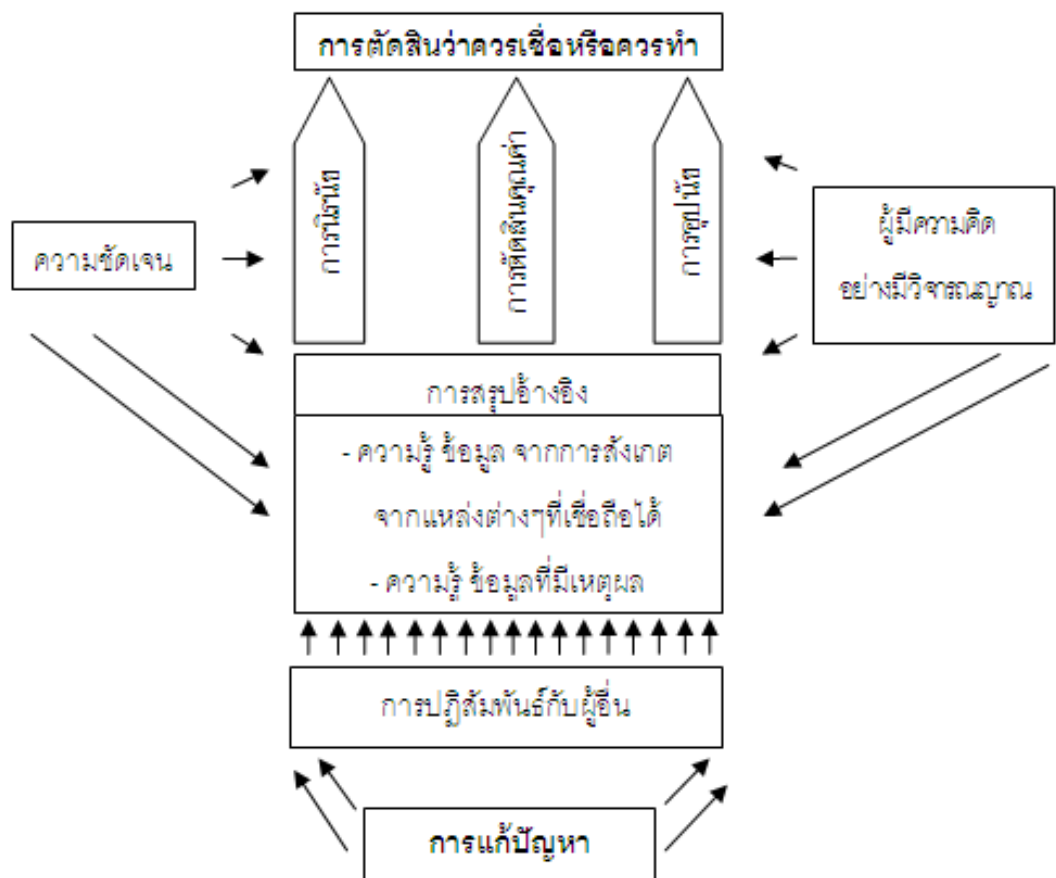 การตัดสินว่าควรเชื่อหรือควรทำ
การนิรนัย
การตัดสินคุณค่า
การอุปนัย
ความชัดเจน
ผู้มีความคิด
อย่างมีวิจารณญาณ
การสรุปอ้างอิง
- ความรู้ ข้อมูล จากการสังเกต
จากแหล่งต่างๆที่เชื่อถือได้
- ความรู้ ข้อมูลที่มีเหตุผล
การปฏิสัมพันธ์กับผู้อื่น
การแก้ปัญหา